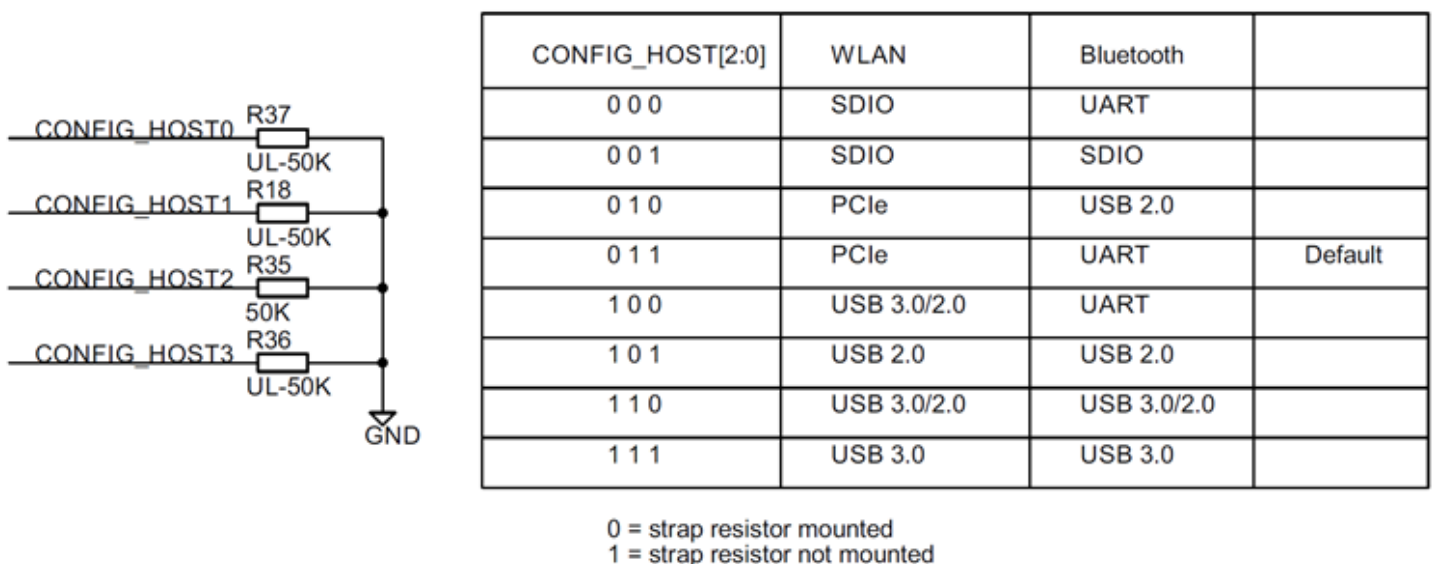 CONFIG_HOST0
R37
UL-50K
CONFIG_HOST1
R18
UL-50K
CONFIG_HOST2
R35
50K
CONFIG_HOST3
R36
UL-50K
GND
CONFIG_HOST[2:0] WLAN Bluetooth
0 0 0 SDIO UART
0 0 1 SDIO SDIO
0 1 0 PCIe USB 2.0
0 1 1 PCIe UART Default
1 0 0 USB 3.0/2.0 UART
1 0 1 USB 2.0 USB 2.0
1 1 0 USB 3.0/2.0 USB 3.0/2.0
1 1 1 USB 3.0 USB 3.0
0 = strap resistor mounted
1 = strap resistor not mounted